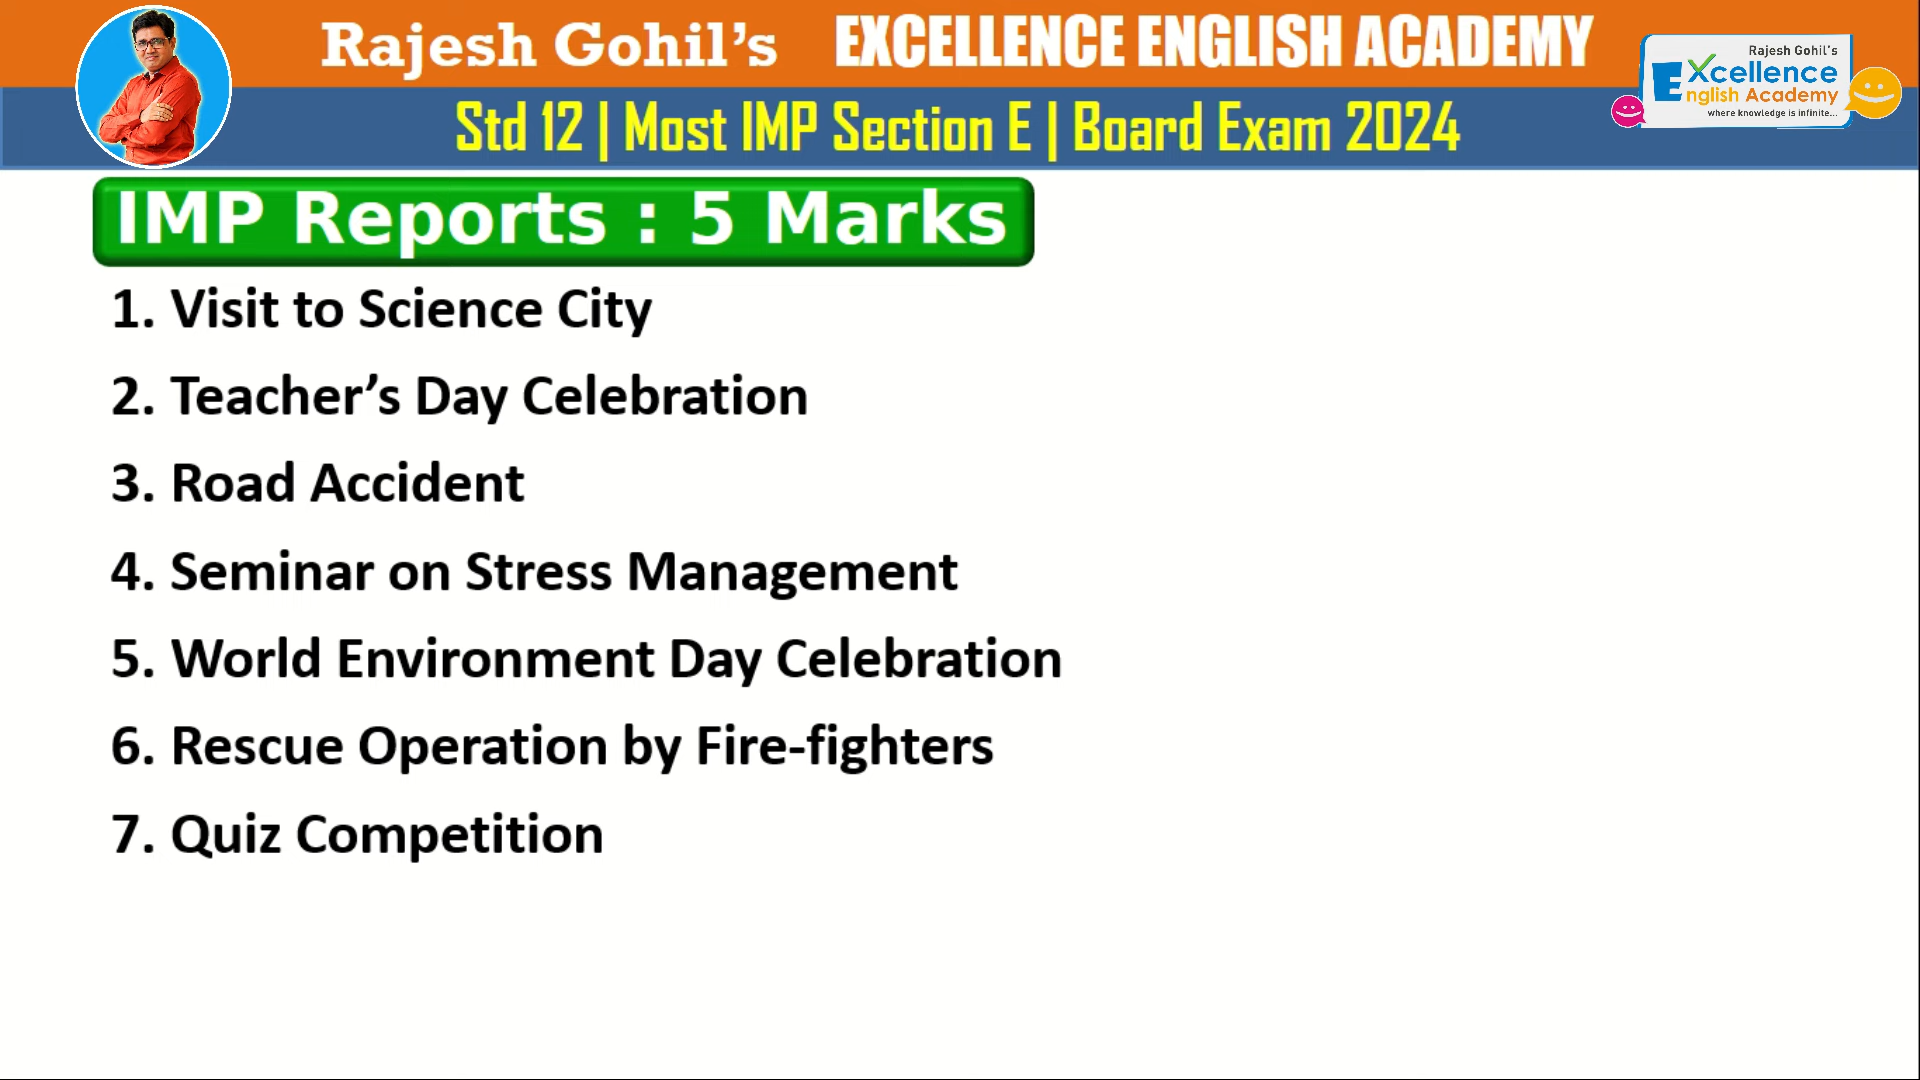 Rajesh Gohil's EXCELLENCE ENGLISH ACADEMY
Rajesh Gohil's
Excellence
English Academy
where knowledge is infinite...
Std 12 | Most IMP Section E | Board Exam 2024
IMP Reports : 5 Marks
1. Visit to Science City
2. Teacher’s Day Celebration
3. Road Accident
4. Seminar on Stress Management
5. World Environment Day Celebration
6. Rescue Operation by Fire-fighters
7. Quiz Competition